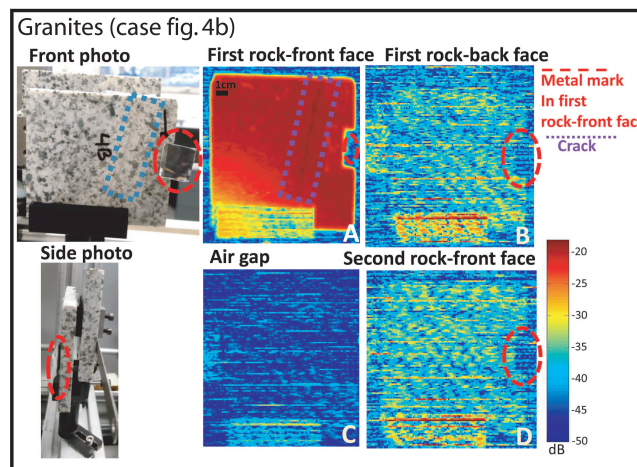 Granites (case fig. 4b)
Front photo
First rock-front face
First rock-back face
Metal mark
In first
rock-front fac
Crack
1cm
4B
A
B
Side photo
Air gap
Second rock-front face
C
D
-20
-25
-30
-35
-40
-45
-50
dB